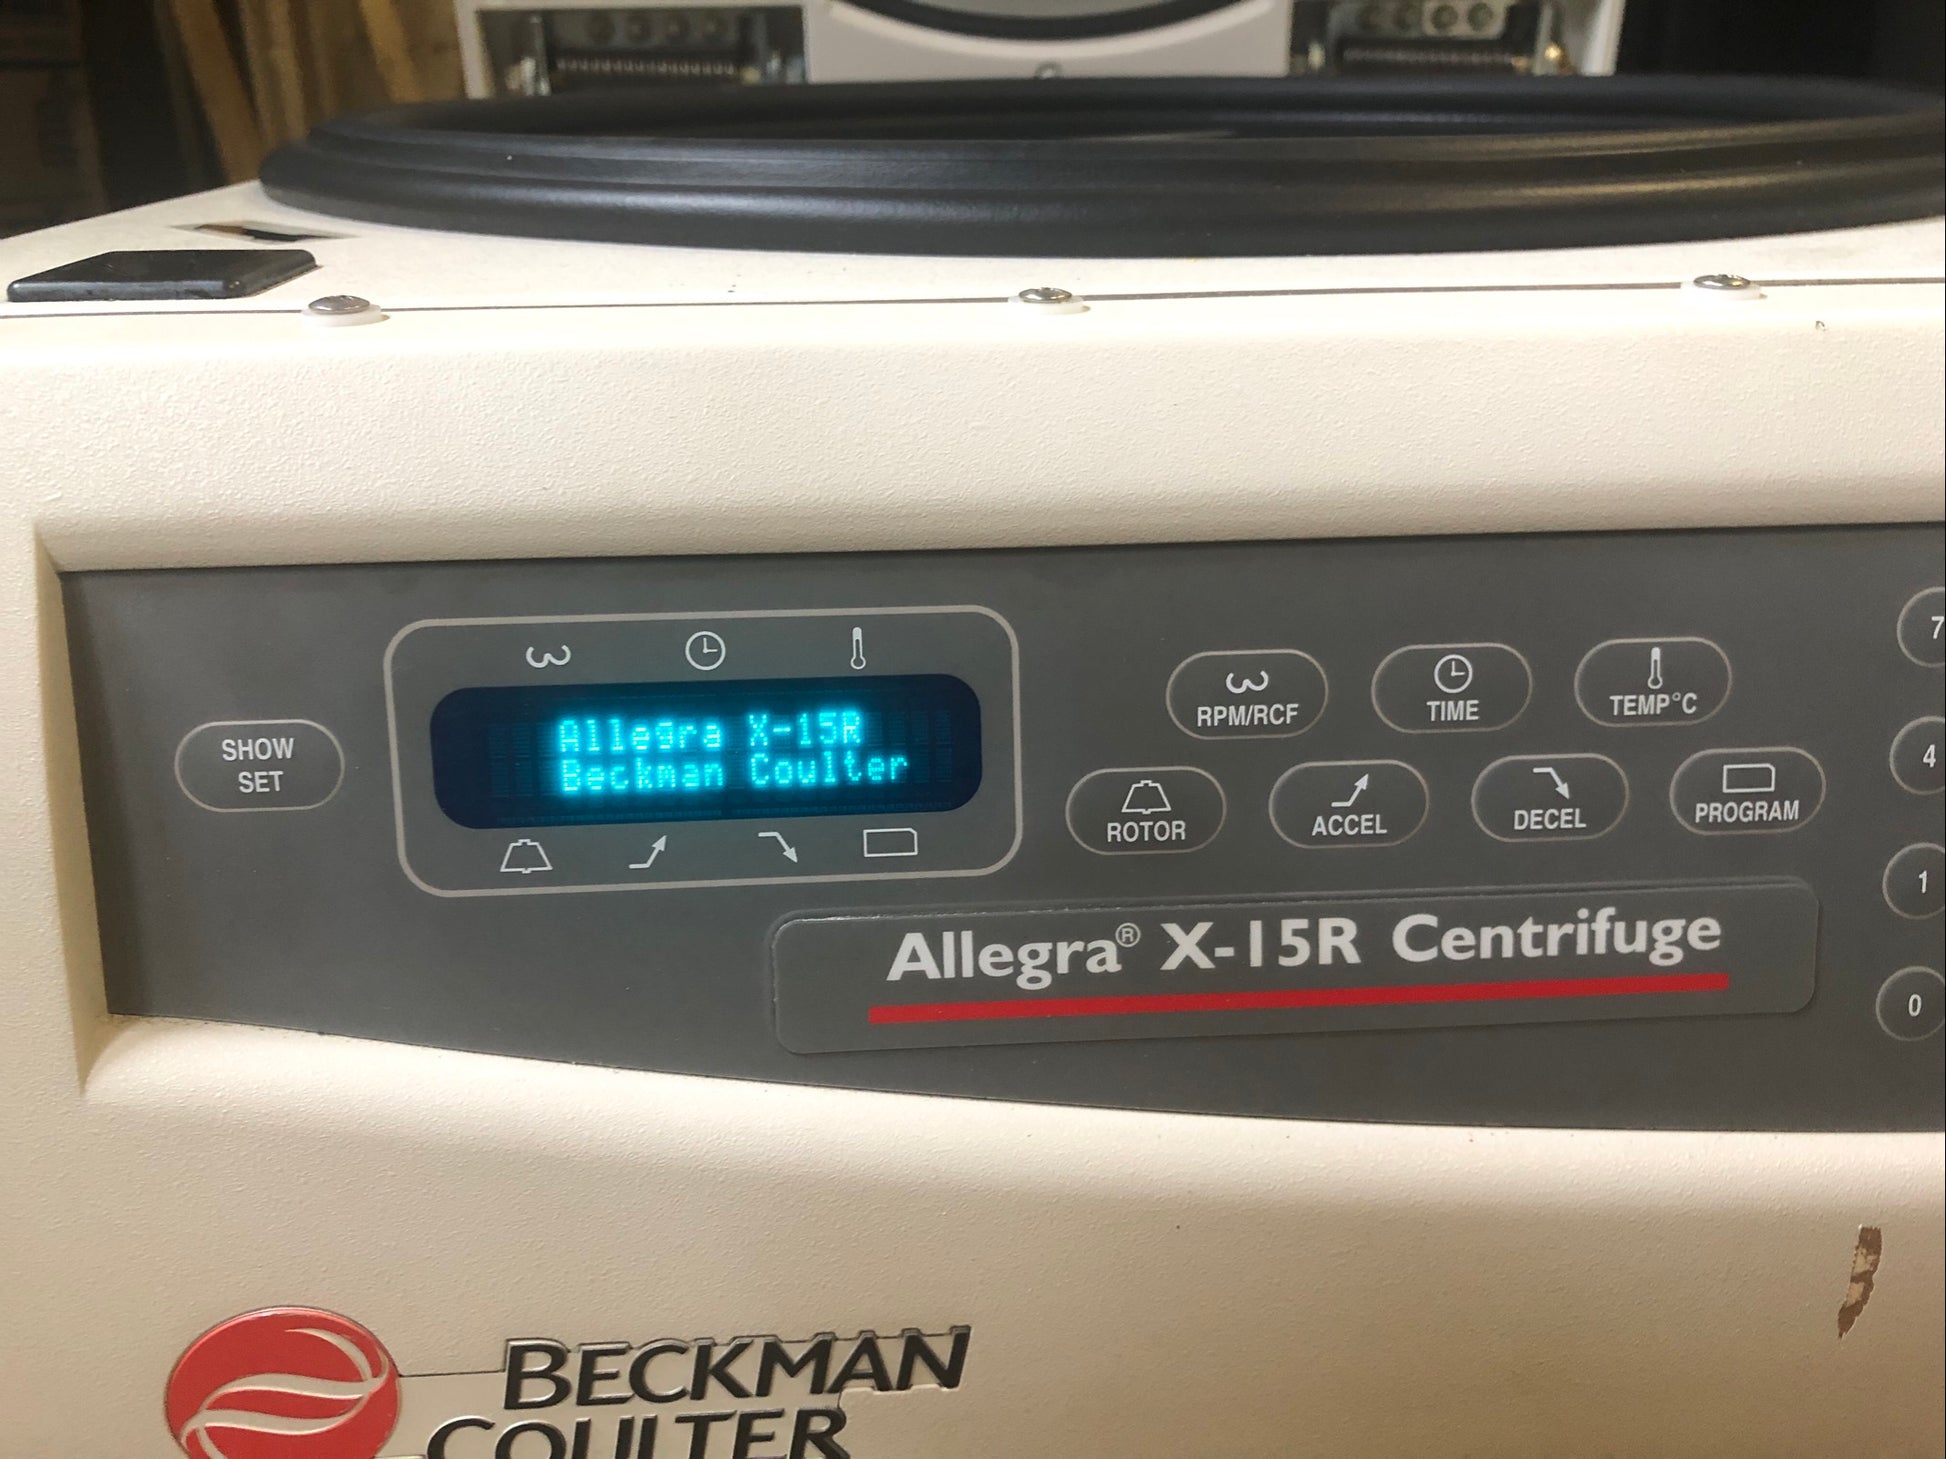 Allegra X-15R
Beckman Coulter
SHOW
SET
RPM/RCF
TIME
TEMP°C
ROTOR
ACCEL
DECEL
PROGRAM
7
4
1
0
Allegra® X-15R Centrifuge
BECKMAN
COULTER